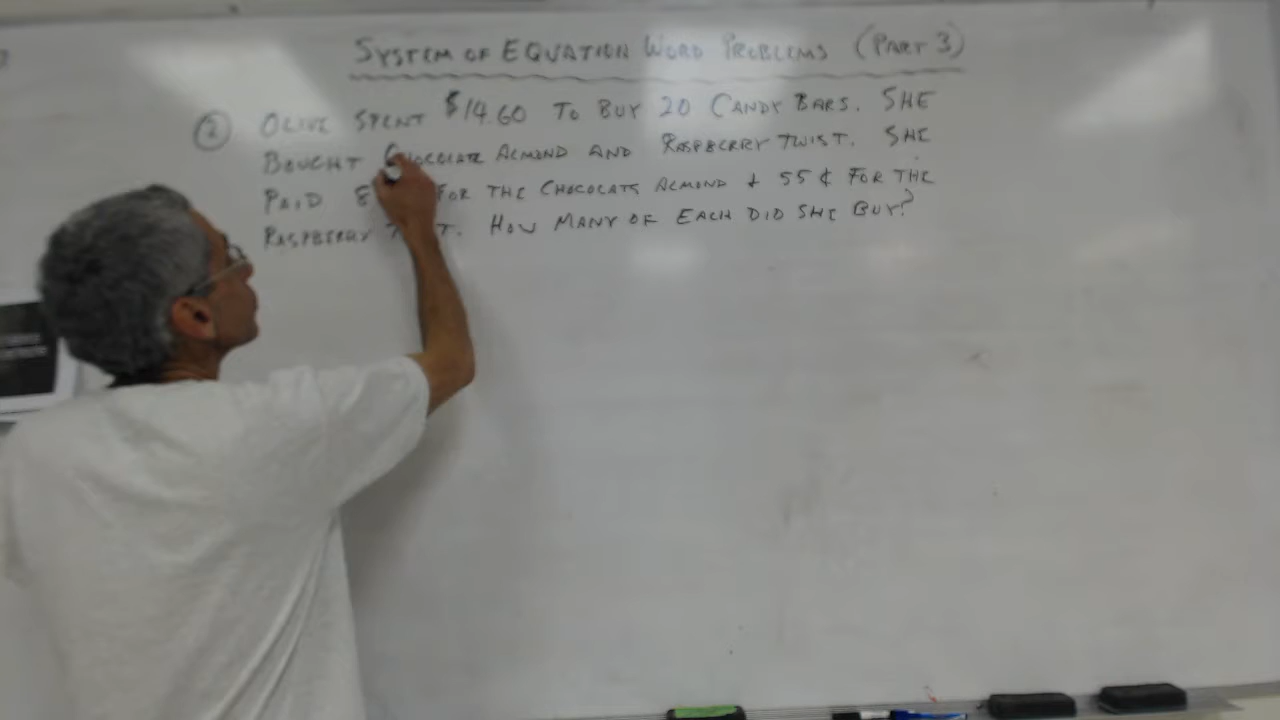 SYSTEM OF EQUATION WORD PROBLEMS (PART 3)
② OLIVE SPENT $14.60 TO BUY 20 CANDY BARS. SHE
BOUGHT CHOCOLATE ALMOND AND RASPBERRY TWIST. SHE
PAID FOR THE CHOCOLATE ALMOND + 55 ¢ FOR THE
RASPBERRY HOW MANY OF EACH DID SHE BUY?